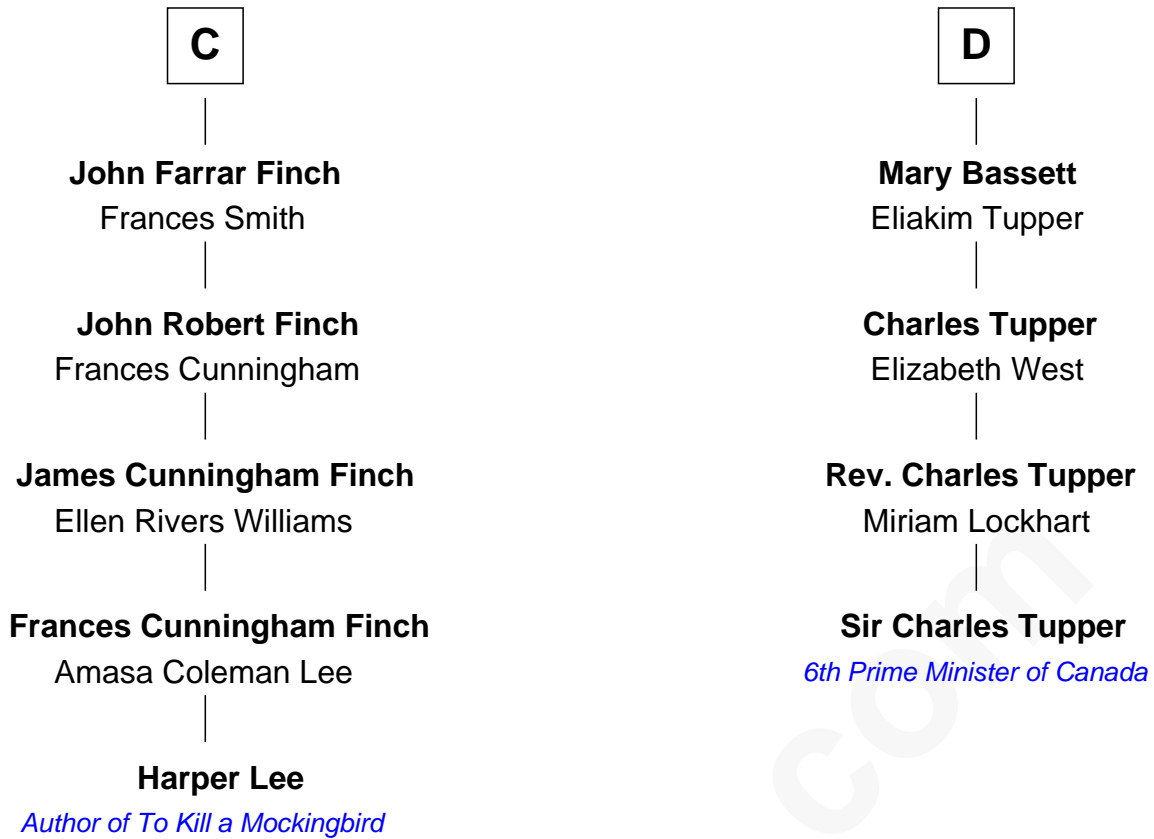 C
John Farrar Finch
Frances Smith
John Robert Finch
Frances Cunningham
James Cunningham Finch
Ellen Rivers Williams
Frances Cunningham Finch
Amasa Coleman Lee
Harper Lee
Author of To Kill a Mockingbird
D
Mary Bassett
Eliakim Tupper
Charles Tupper
Elizabeth West
Rev. Charles Tupper
Miriam Lockhart
Sir Charles Tupper
6th Prime Minister of Canada
com